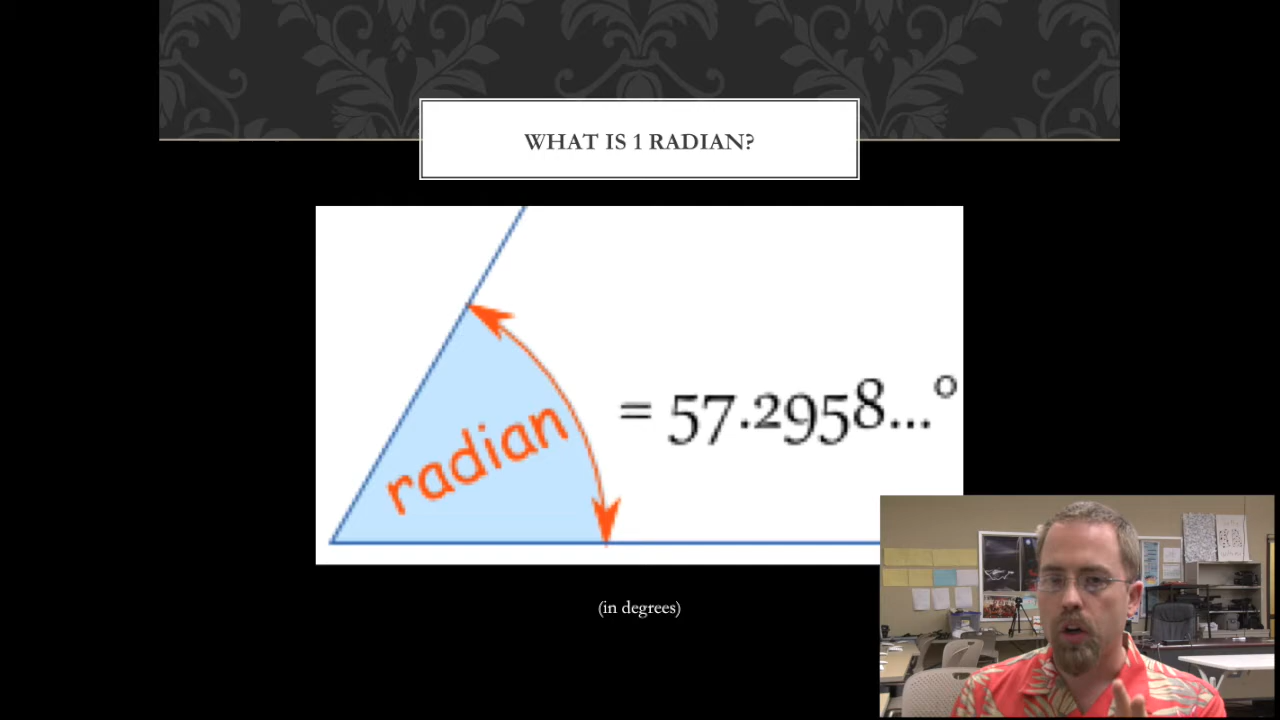 WHAT IS 1 RADIAN?
radian
= 57.2958...°
(in degrees)